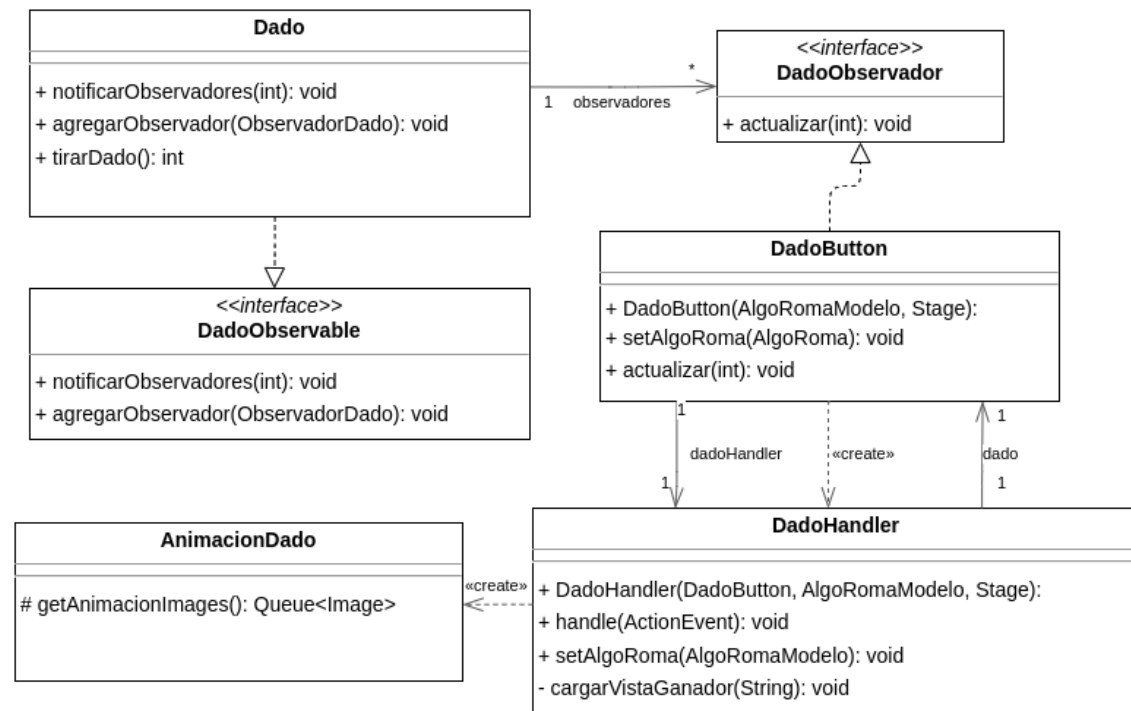 Dado
+ notificarObservadores(int): void
+ agregarObservador(ObservadorDado): void
+ tirarDado(): int
1 observadores *
<<interface>>
DadoObservador
+ actualizar(int): void
<<interface>>
DadoObservable
+ notificarObservadores(int): void
+ agregarObservador(ObservadorDado): void
DadoButton
+ DadoButton(AlgoRomaModelo, Stage):
+ setAlgoRoma(AlgoRoma): void
+ actualizar(int): void
1
dadoHandler
1
«create»
1
dado
1
AnimacionDado
# getAnimacionImages(): Queue<Image>
«create»
DadoHandler
+ DadoHandler(DadoButton, AlgoRomaModelo, Stage):
+ handle(ActionEvent): void
+ setAlgoRoma(AlgoRomaModelo): void
- cargarVistaGanador(String): void